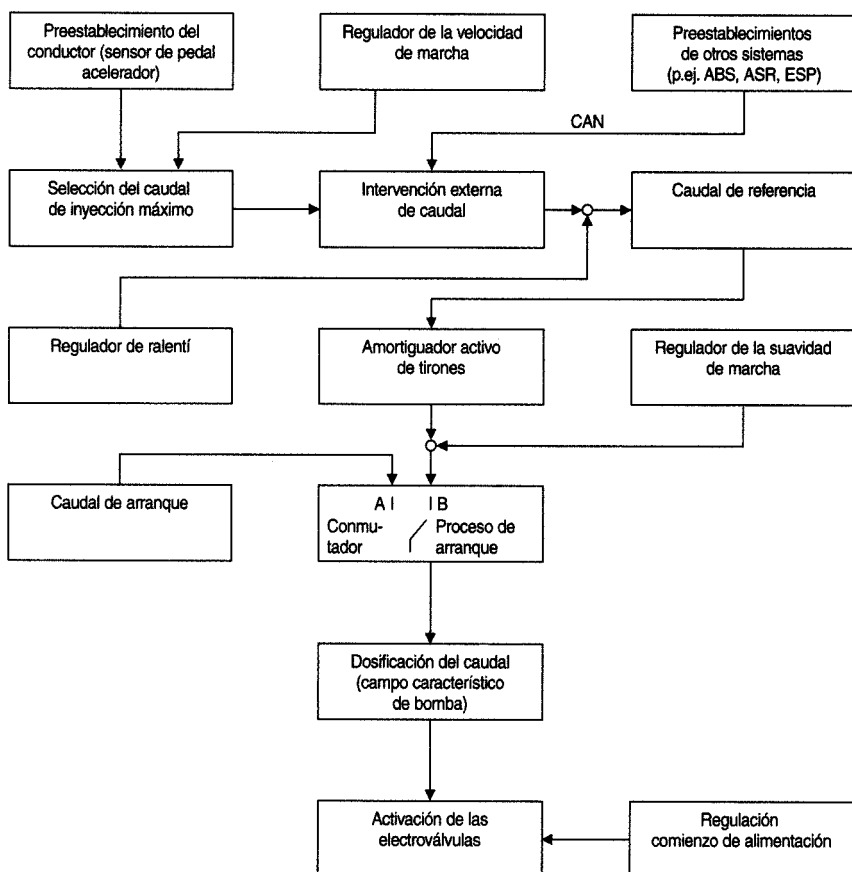 Preestablecimiento del
conductor (sensor de pedal
acelerador)
Regulador de la velocidad
de marcha
Preestablecimientos
de otros sistemas
(p.ej. ABS, ASR, ESP)
CAN
Selección del caudal
de inyección máximo
Intervención externa
de caudal
Caudal de referencia
Regulador de ralentí
Amortiguador activo
de tirones
Regulador de la suavidad
de marcha
Caudal de arranque
A B
Conmu-
tador
Proceso de
arranque
Dosificación del caudal
(campo característico
de bomba)
Activación de las
electroválvulas
Regulación
comienzo de alimentación